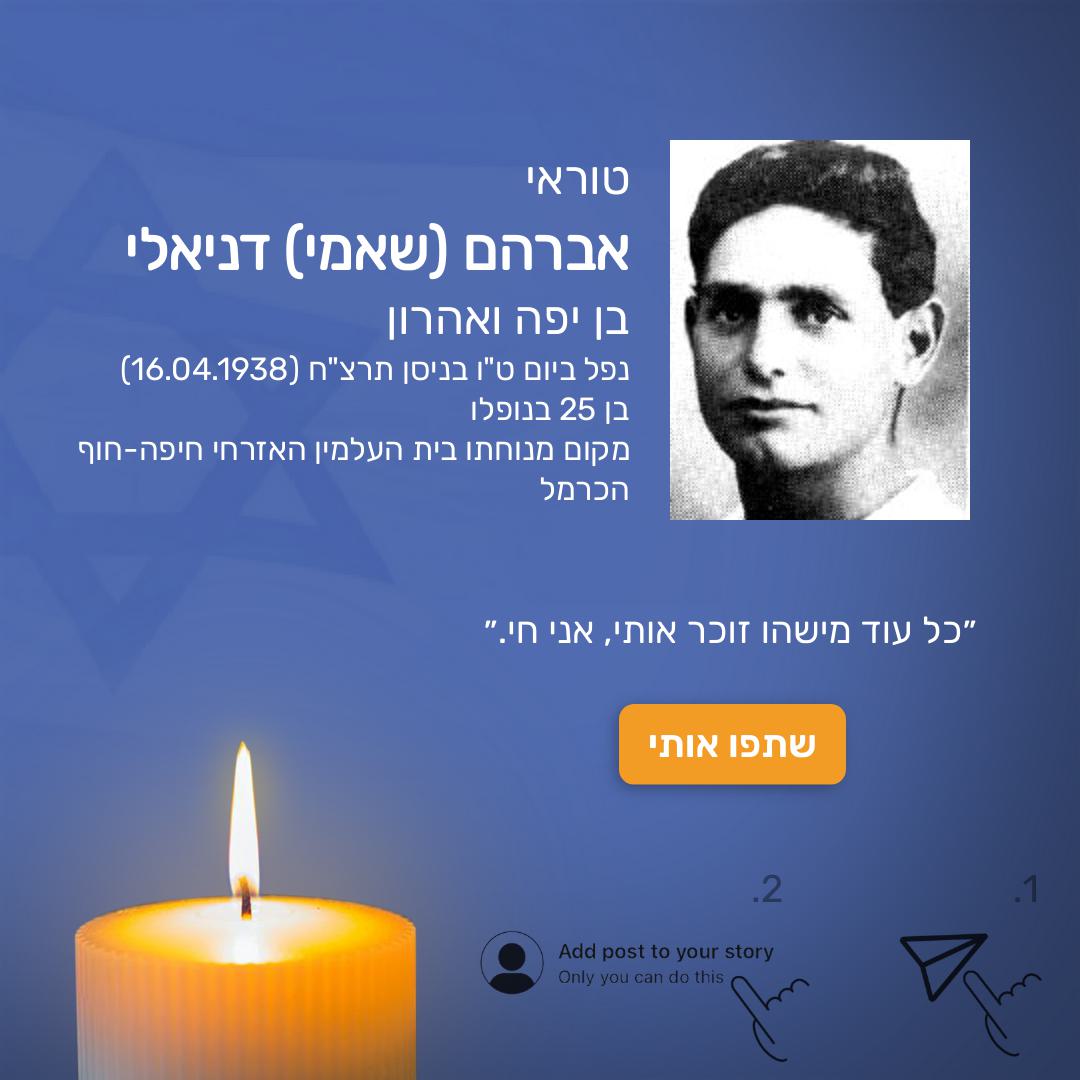 טוראי
אברהם (שאמי) דניאלי
בן יפה ואהרון
נפל ביום ט"ו בניסן תרצ"ח (16.04.1938)
בן 25 בנופלו
מקום מנוחתו בית העלמין האזרחי חיפה-חוף
הכרמל
״כל עוד מישהו זוכר אותי, אני חי.״
שתפו אותי
1.
2.
Add post to your story
Only you can do this